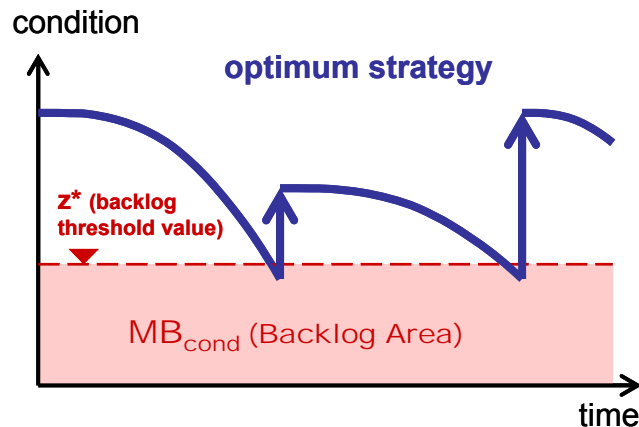 condition
optimum strategy
z* (backlog
threshold value)
MBcond (Backlog Area)
time